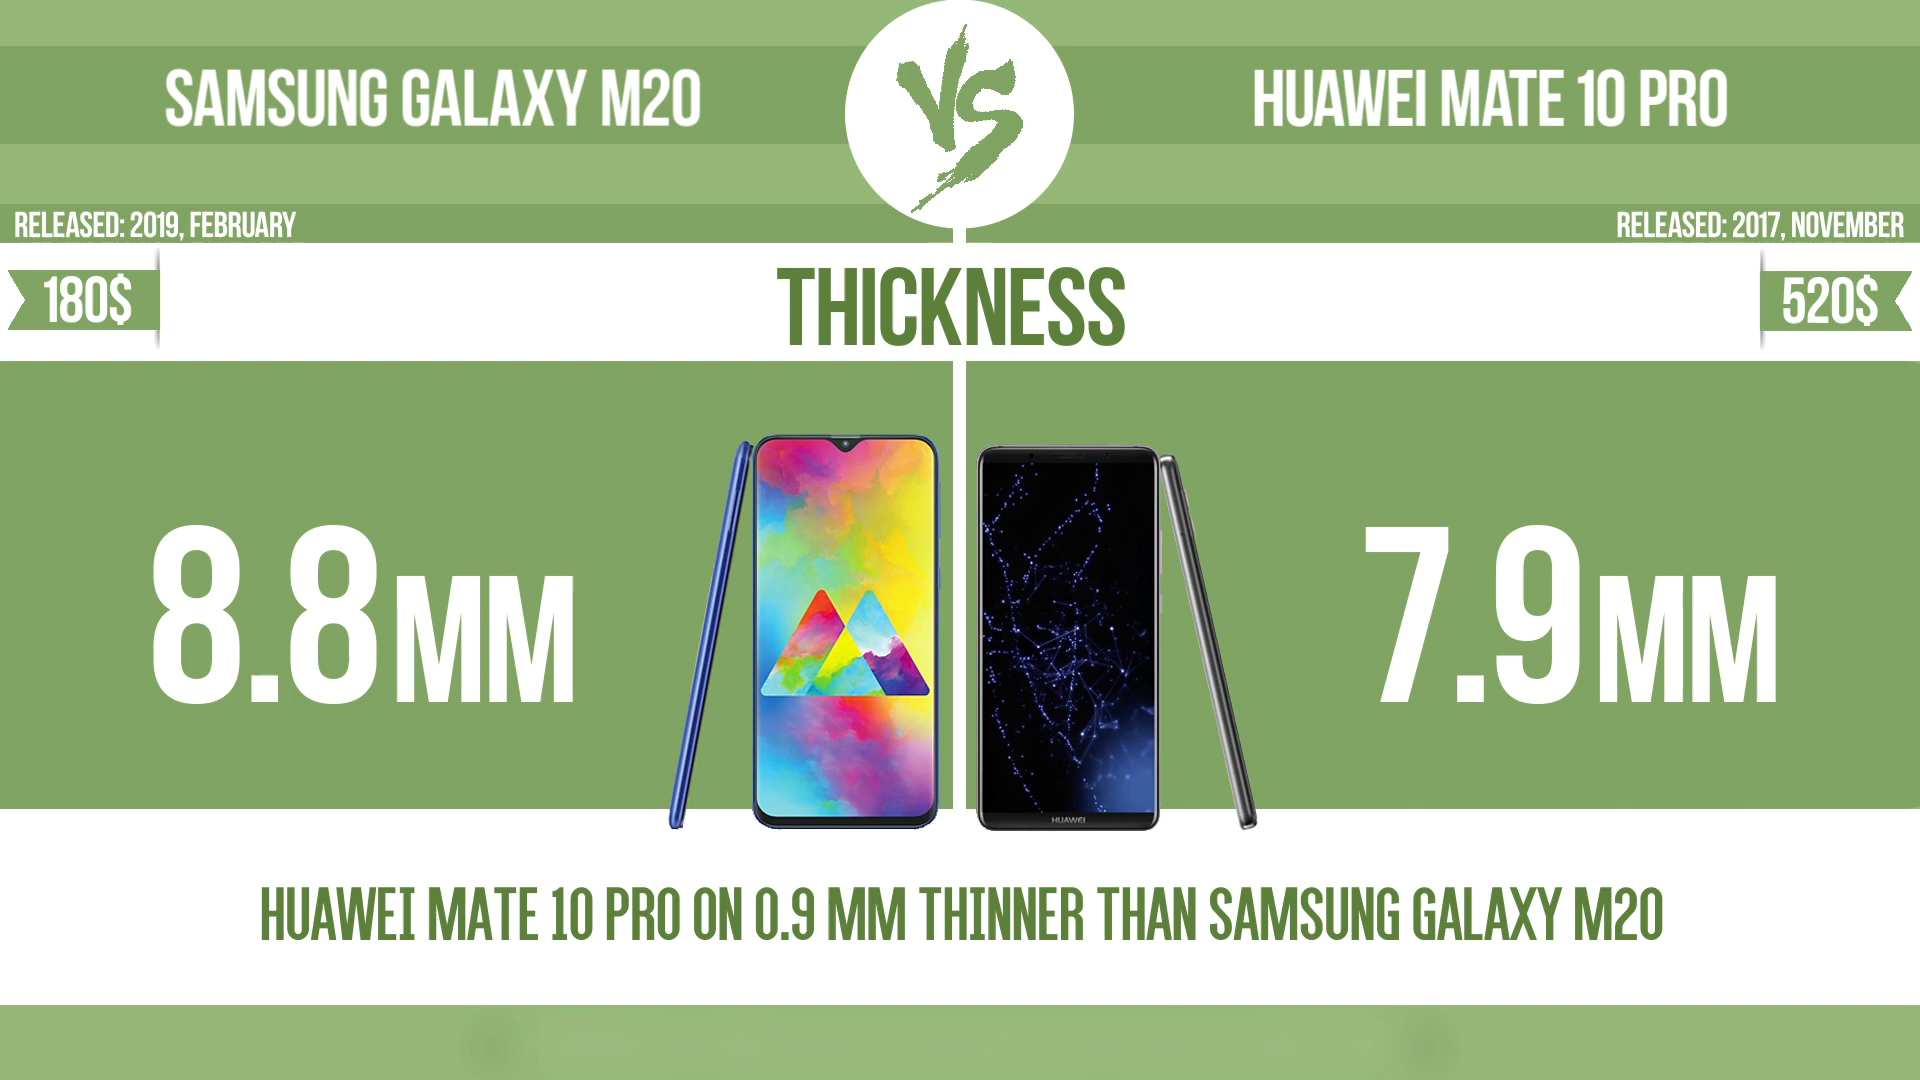 SAMSUNG GALAXY M20
VS
HUAWEI MATE 10 PRO
RELEASED: 2019, FEBRUARY
RELEASED: 2017, NOVEMBER
180$
THICKNESS
520$
8.8MM
7.9MM
HUAWEI
HUAWEI MATE 10 PRO ON 0.9 MM THINNER THAN SAMSUNG GALAXY M20